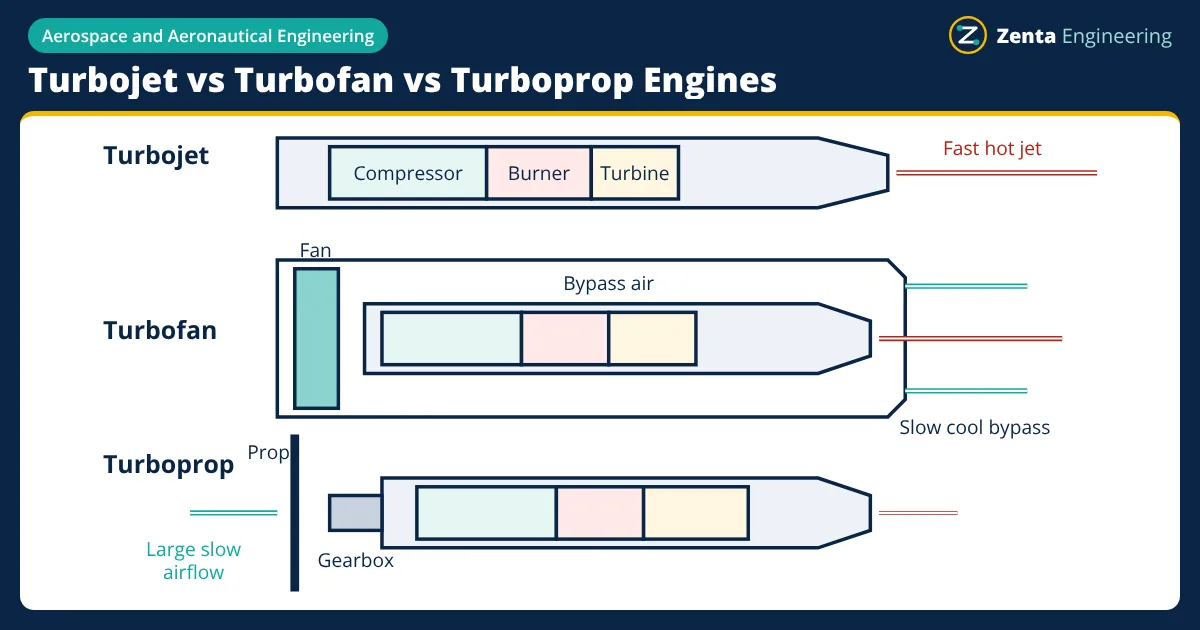 Aerospace and Aeronautical Engineering
Zenta Engineering
Turbojet vs Turbofan vs Turboprop Engines
Turbojet
Compressor
Burner
Turbine
Fast hot jet
Fan
Bypass air
Turbofan
Slow cool bypass
Prop
Turboprop
Large slow
airflow
Gearbox